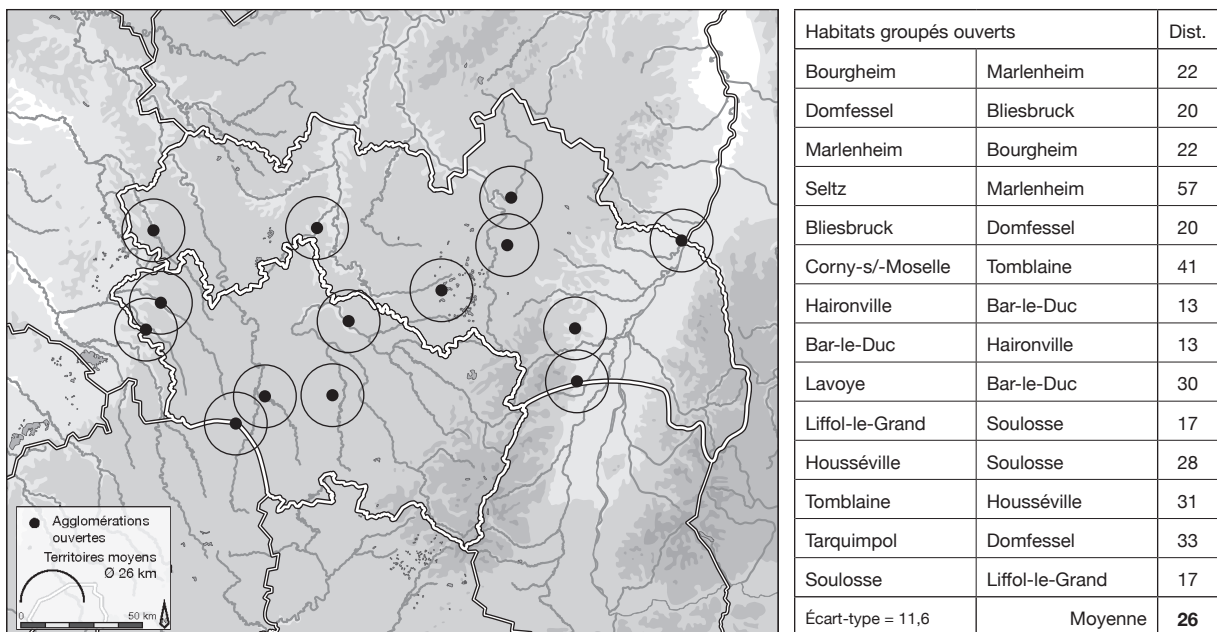 Agglomérations
ouvertes
Territoires moyens
Ø 26 km
0 50 km
Habitats groupés ouverts Dist.
Bourgheim Marlenheim 22
Domfessel Bliesbruck 20
Marlenheim Bourgheim 22
Seltz Marlenheim 57
Bliesbruck Domfessel 20
Corny-s/-Moselle Tomblaine 41
Haironville Bar-le-Duc 13
Bar-le-Duc Haironville 13
Lavoye Bar-le-Duc 30
Liffol-le-Grand Soulosse 17
Housséville Soulosse 28
Tomblaine Housséville 31
Tarquimpol Domfessel 33
Soulosse Liffol-le-Grand 17
Écart-type = 11,6 Moyenne 26